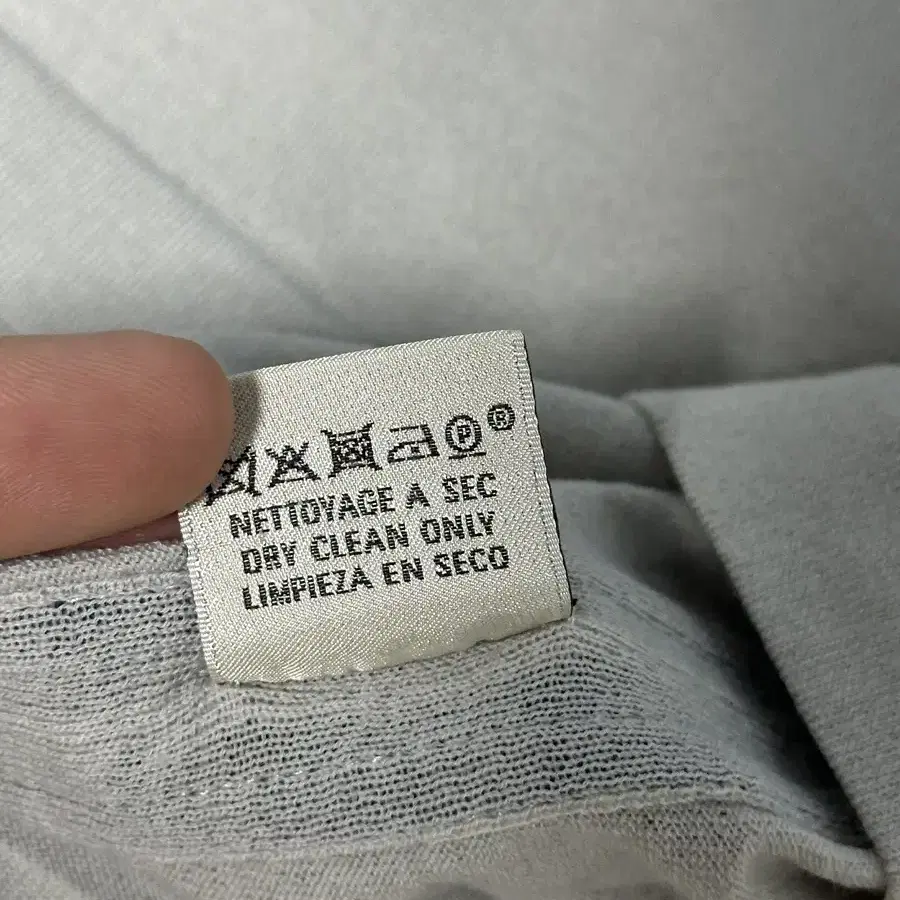 P ®
NETTOYAGE A SEC
DRY CLEAN ONLY
LIMPIEZA EN SECO